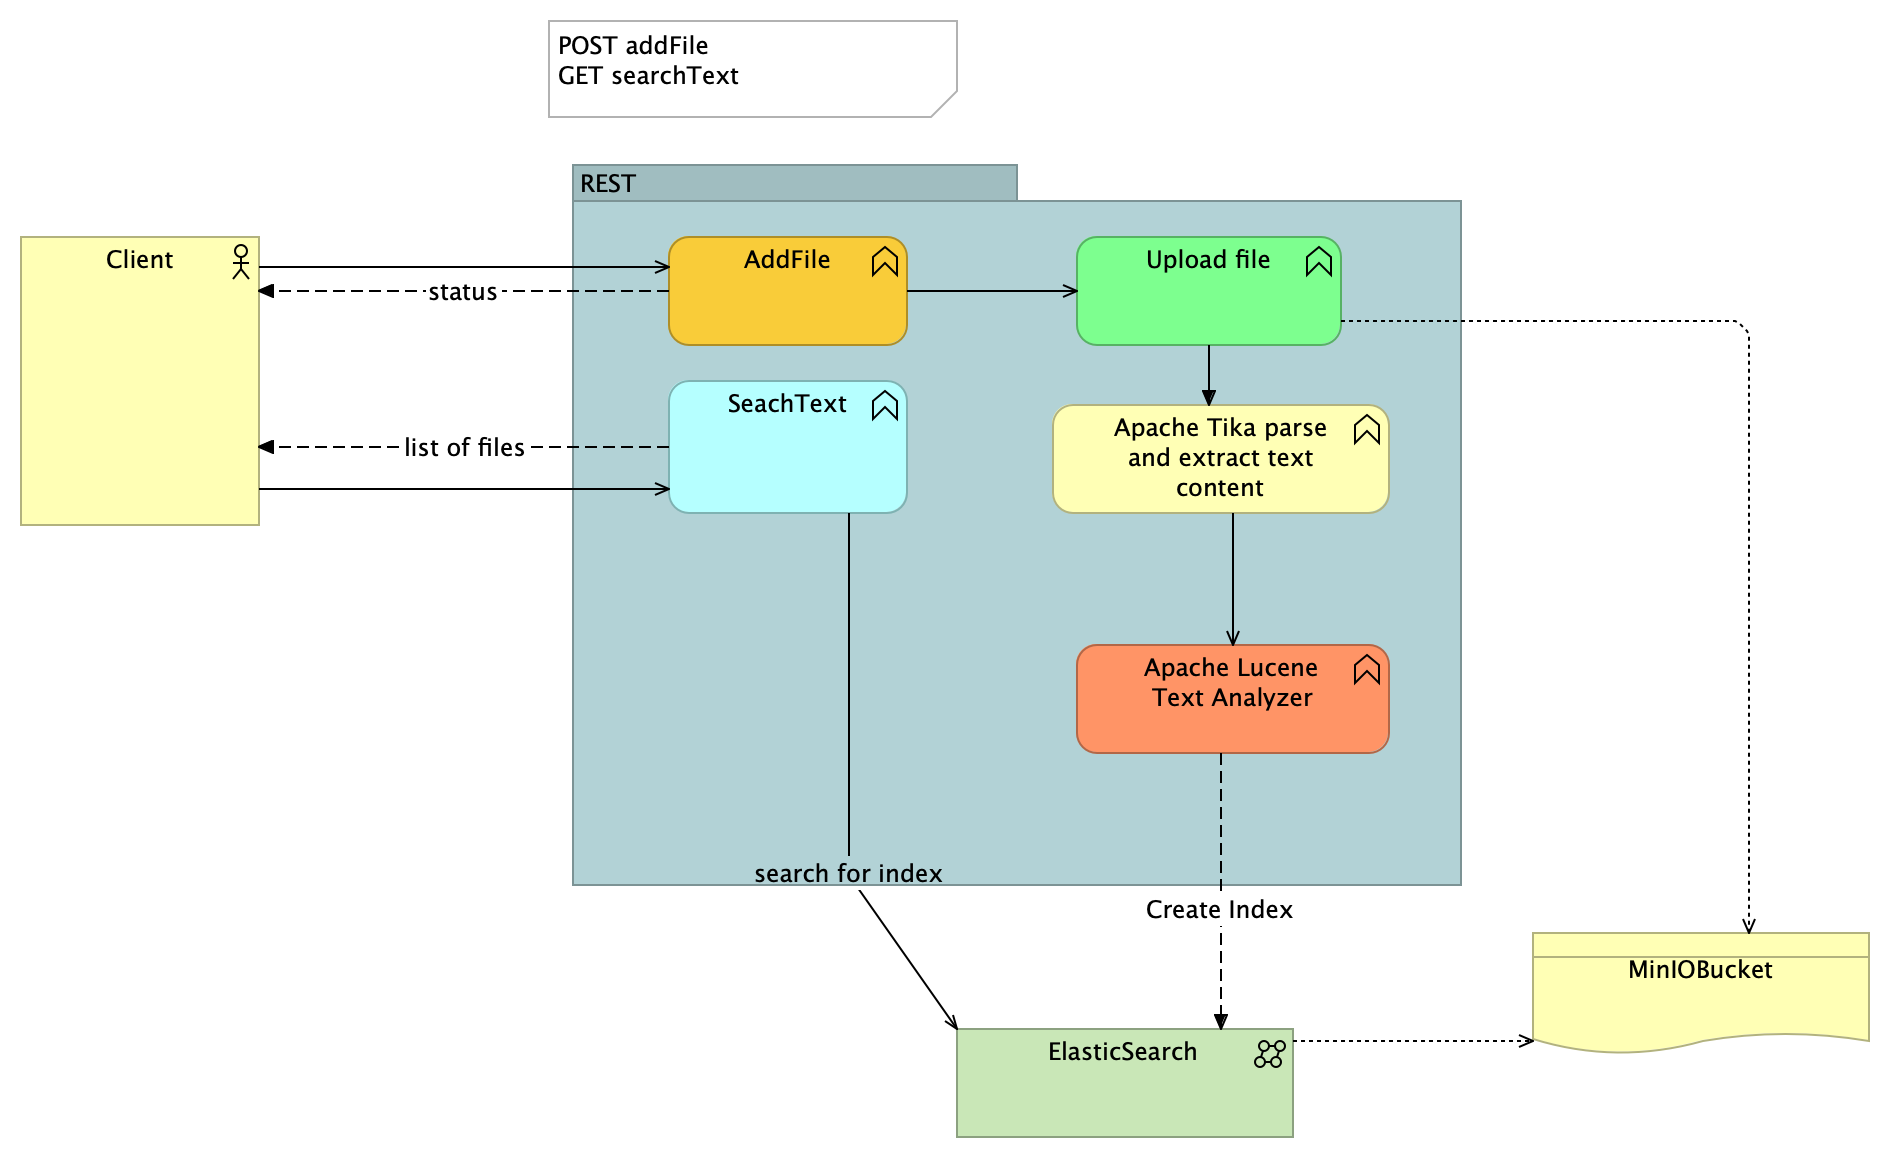 POST addFile
GET searchText
REST
Client
AddFile
Upload file
status
SeachText
Apache Tika parse
and extract text
content
list of files
Apache Lucene
Text Analyzer
search for index
Create Index
MinIOBucket
ElasticSearch